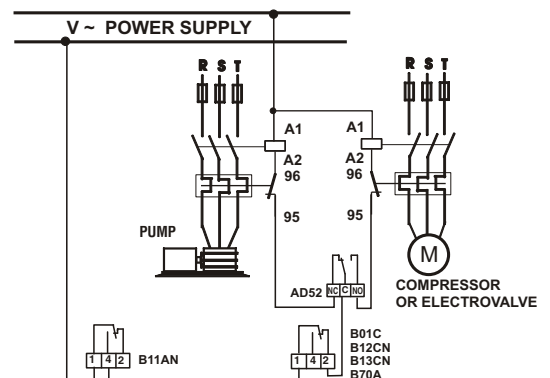 V ~ POWER SUPPLY
R S T
R S T
A1
A1
A2
A2
96
96
95
95
PUMP
M
AD52
NC C NO
COMPRESSOR
OR ELECTROVALVE
1 4 2
B11AN
1 4 2
B01C
B12CN
B13CN
B70A